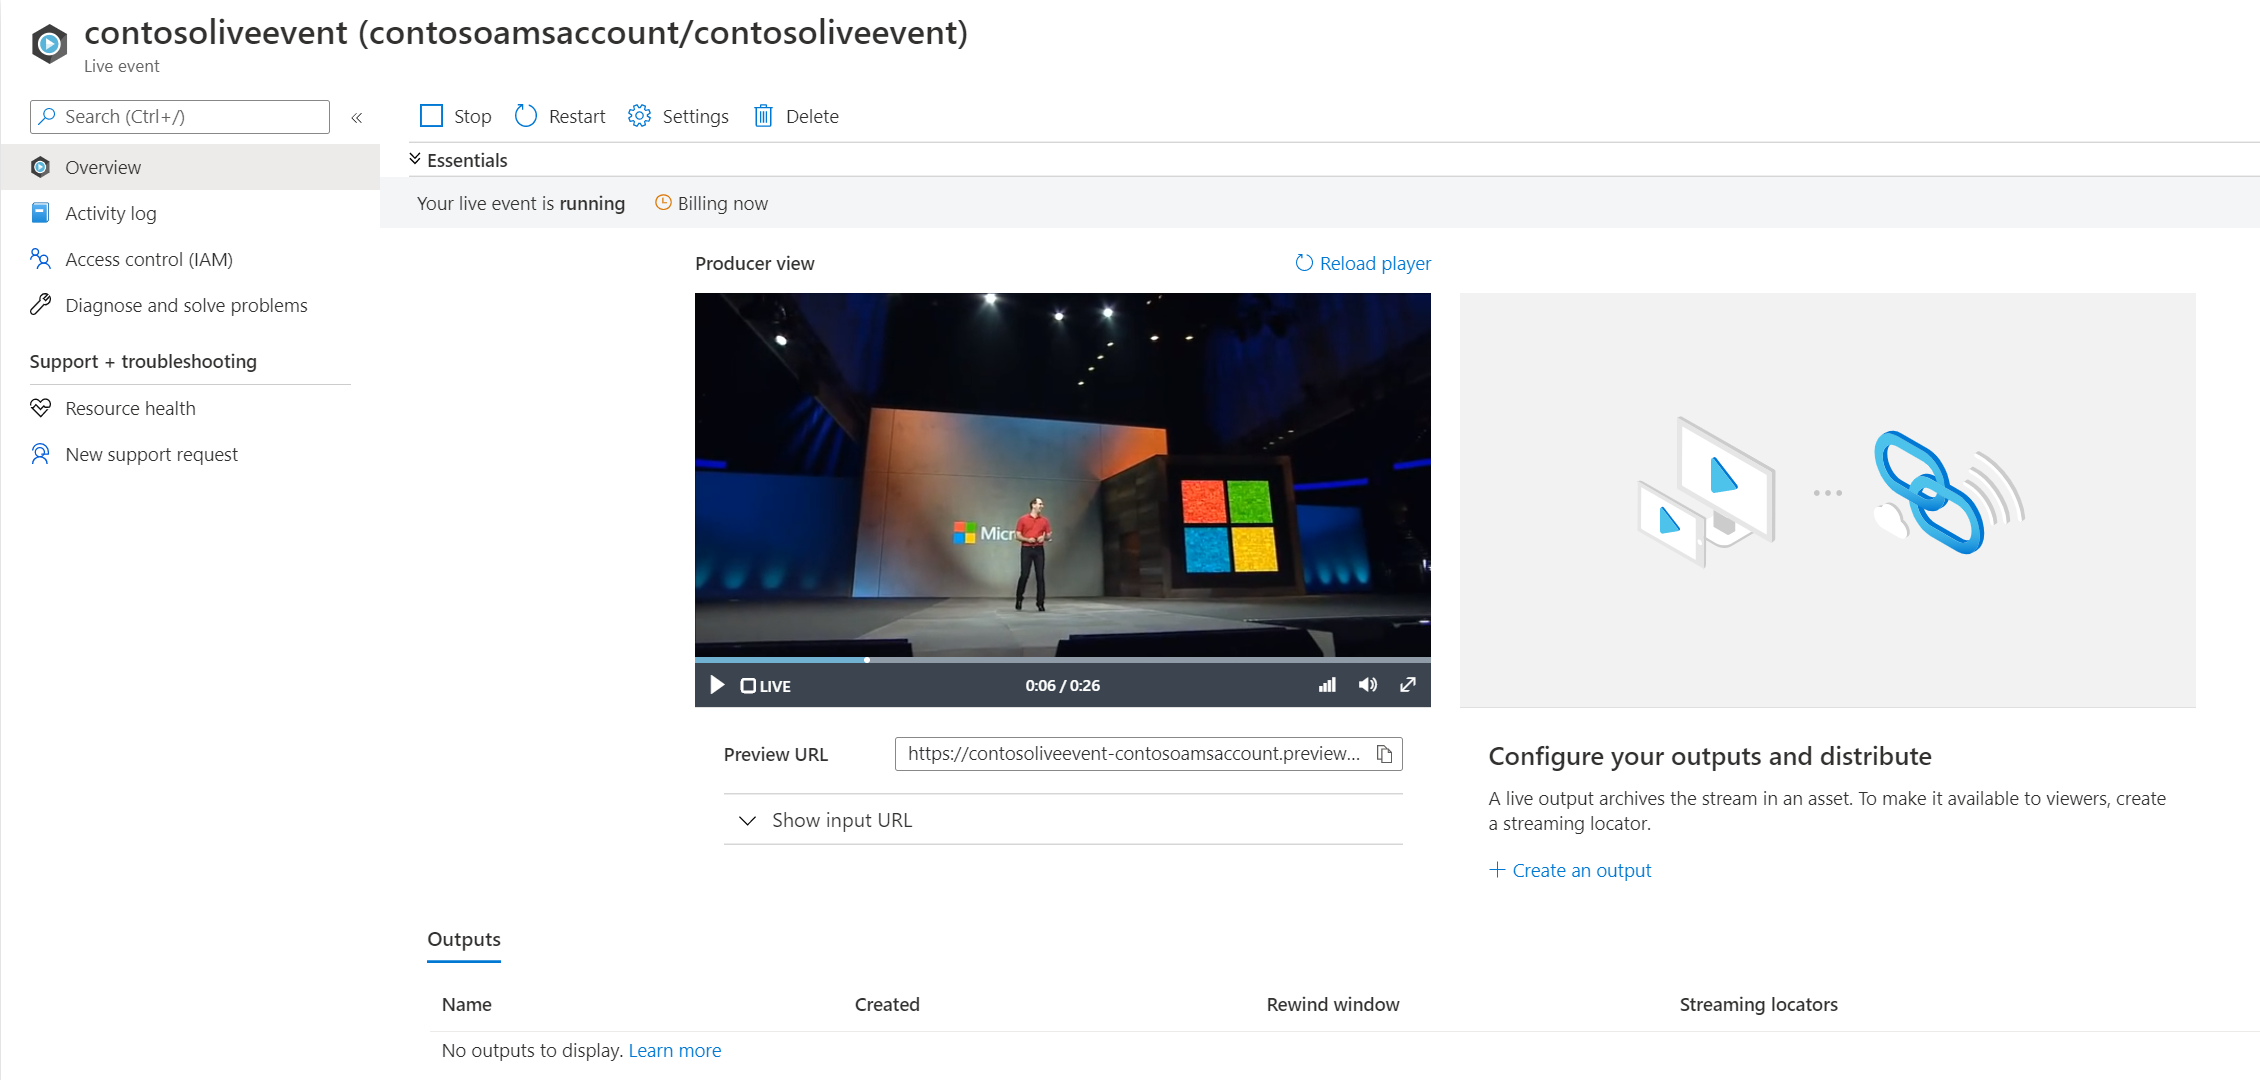 contosoliveevent (contosoamsaccount/contosoliveevent)
Live event
Search (Ctrl+/)
«
Stop
Restart
Settings
Delete
Overview
Activity log
Access control (IAM)
Diagnose and solve problems
Support + troubleshooting
Resource health
New support request
Essentials
Your live event is running
Billing now
Producer view
Reload player
Micr
LIVE
0:06 / 0:26
Preview URL
https://contosoliveevent-contosoamsaccount.preview...
Show input URL
Configure your outputs and distribute
A live output archives the stream in an asset. To make it available to viewers, create
a streaming locator.
+ Create an output
Outputs
Name Created Rewind window Streaming locators
No outputs to display. Learn more